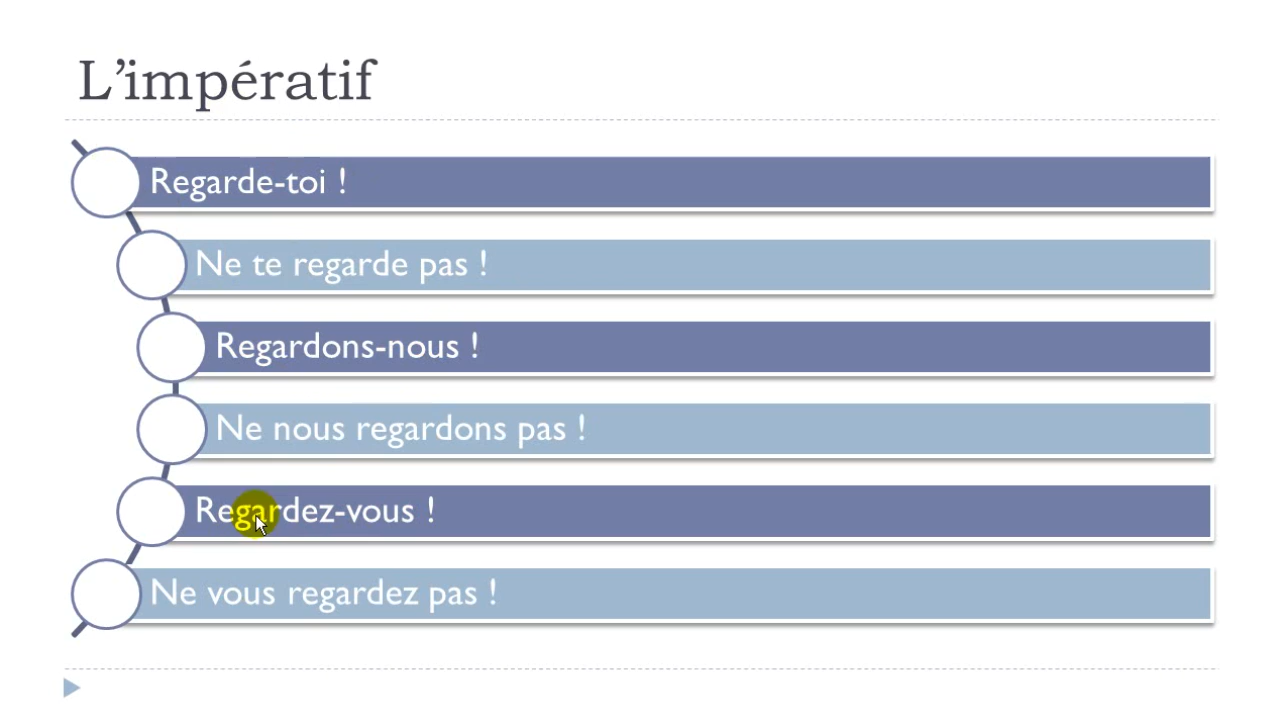 L’impératif
Regarde-toi !
Ne te regarde pas !
Regardons-nous !
Ne nous regardons pas !
Regardez-vous !
Ne vous regardez pas !